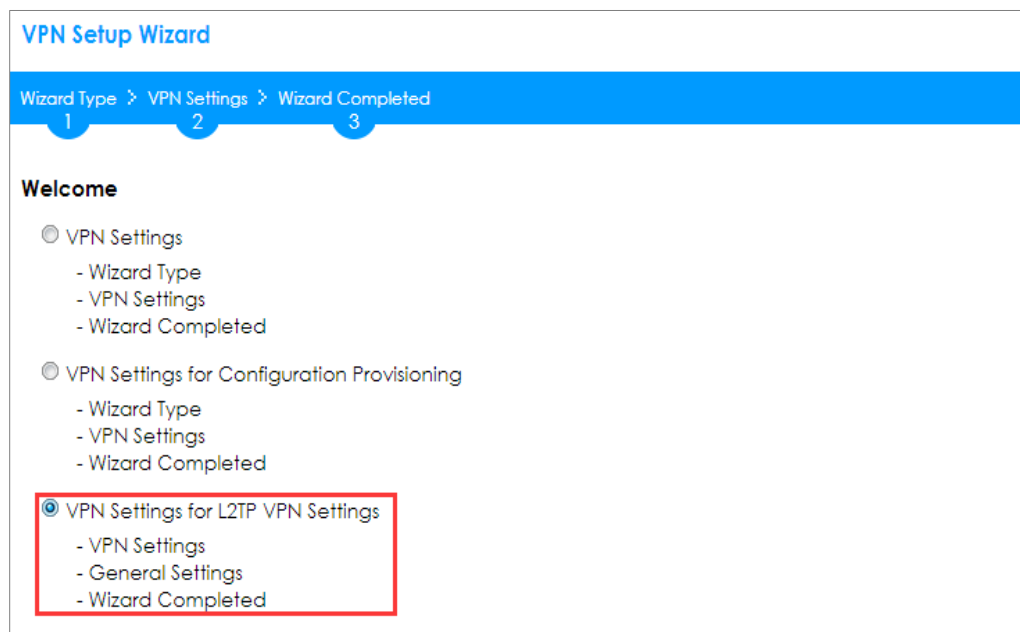 VPN Setup Wizard
Wizard Type > VPN Settings > Wizard Completed
1 2 3
Welcome
VPN Settings
- Wizard Type
- VPN Settings
- Wizard Completed
VPN Settings for Configuration Provisioning
- Wizard Type
- VPN Settings
- Wizard Completed
VPN Settings for L2TP VPN Settings
- VPN Settings
- General Settings
- Wizard Completed